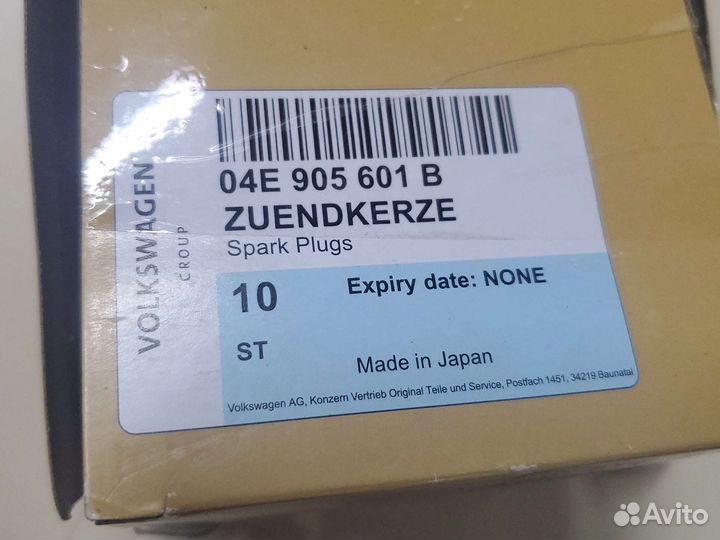 VOLKSWAGEN
GROUP
04E 905 601 B
ZUENDKERZE
Spark Plugs
10
Expiry date: NONE
ST
Made in Japan
Volkswagen AG, Konzern Vertrieb Original Teile und Service, Postfach 1451, 34219 Baunatal
Avito